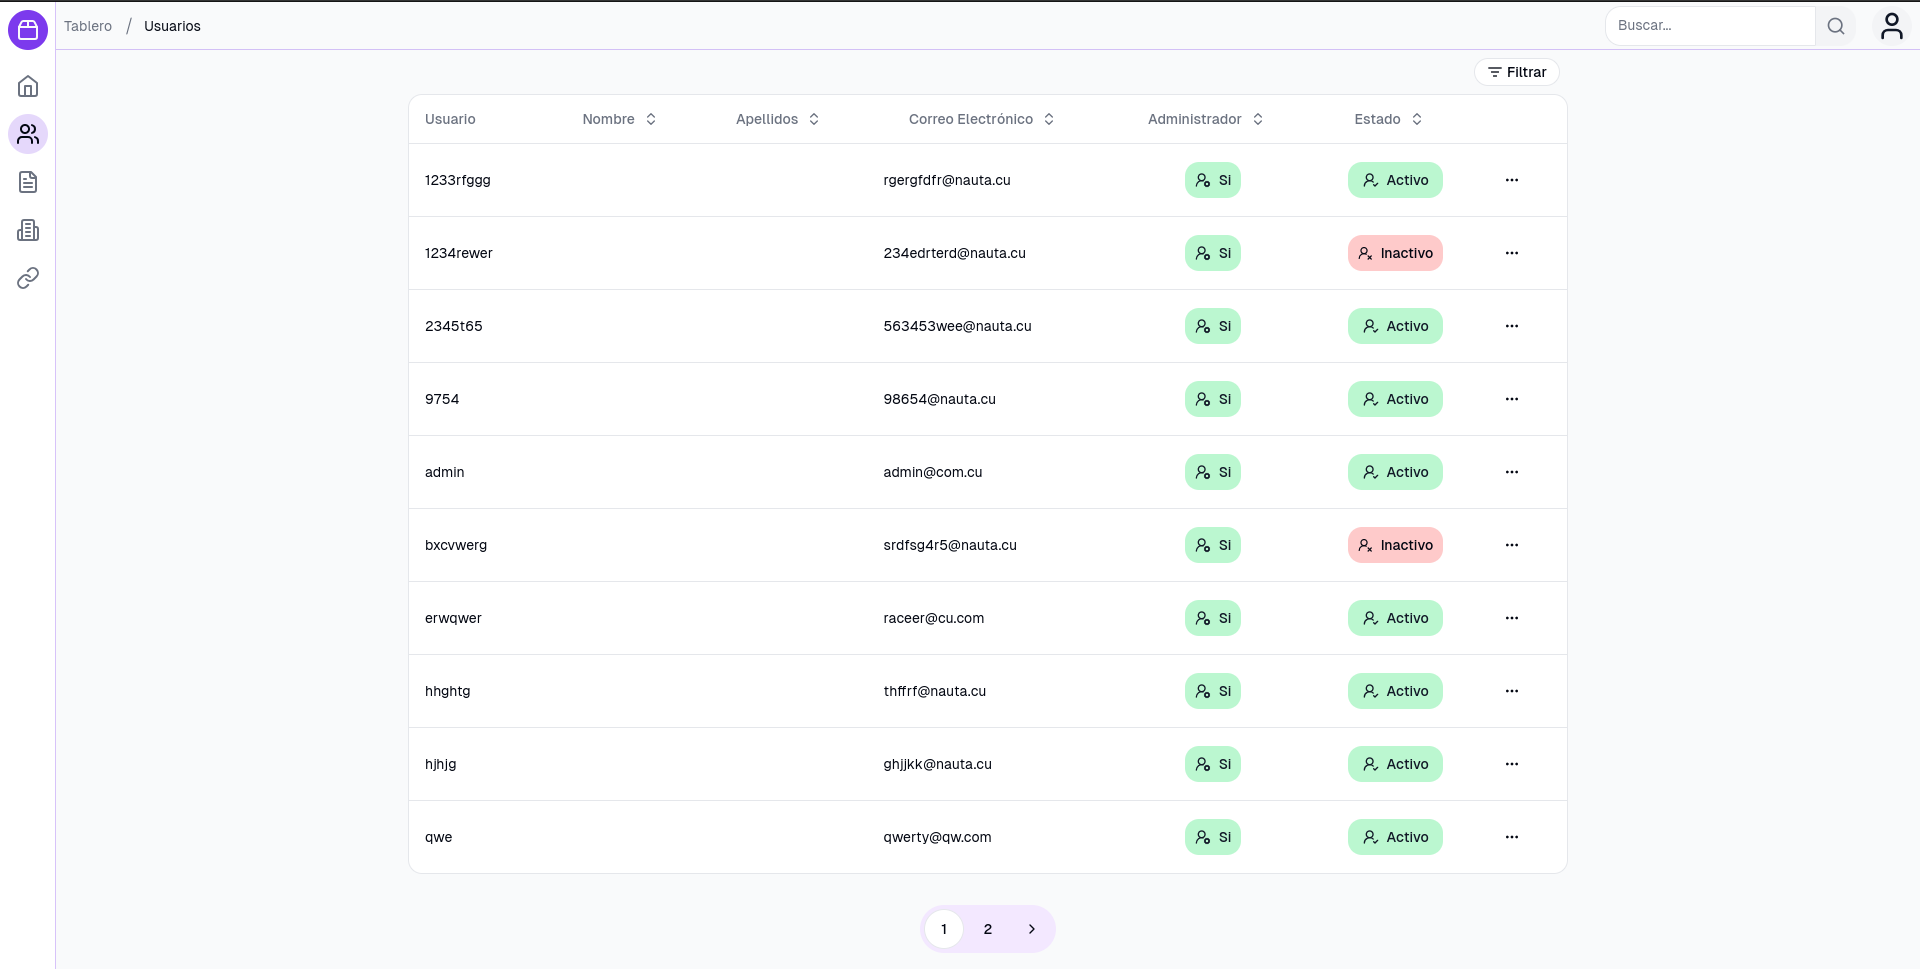 Tablero / Usuarios
Buscar...
Filtrar
Usuario Nombre Apellidos Correo Electrónico Administrador Estado
1233rfggg rgergfdfr@nauta.cu Si Activo
1234rewer 234edrterd@nauta.cu Si Inactivo
2345t65 563453wee@nauta.cu Si Activo
9754 98654@nauta.cu Si Activo
admin admin@com.cu Si Activo
bxcvwerg srdfsg4r5@nauta.cu Si Inactivo
erwqwer raceer@cu.com Si Activo
hhghtg thffrf@nauta.cu Si Activo
hjhjg ghjjkk@nauta.cu Si Activo
qwe qwerty@qw.com Si Activo
1 2